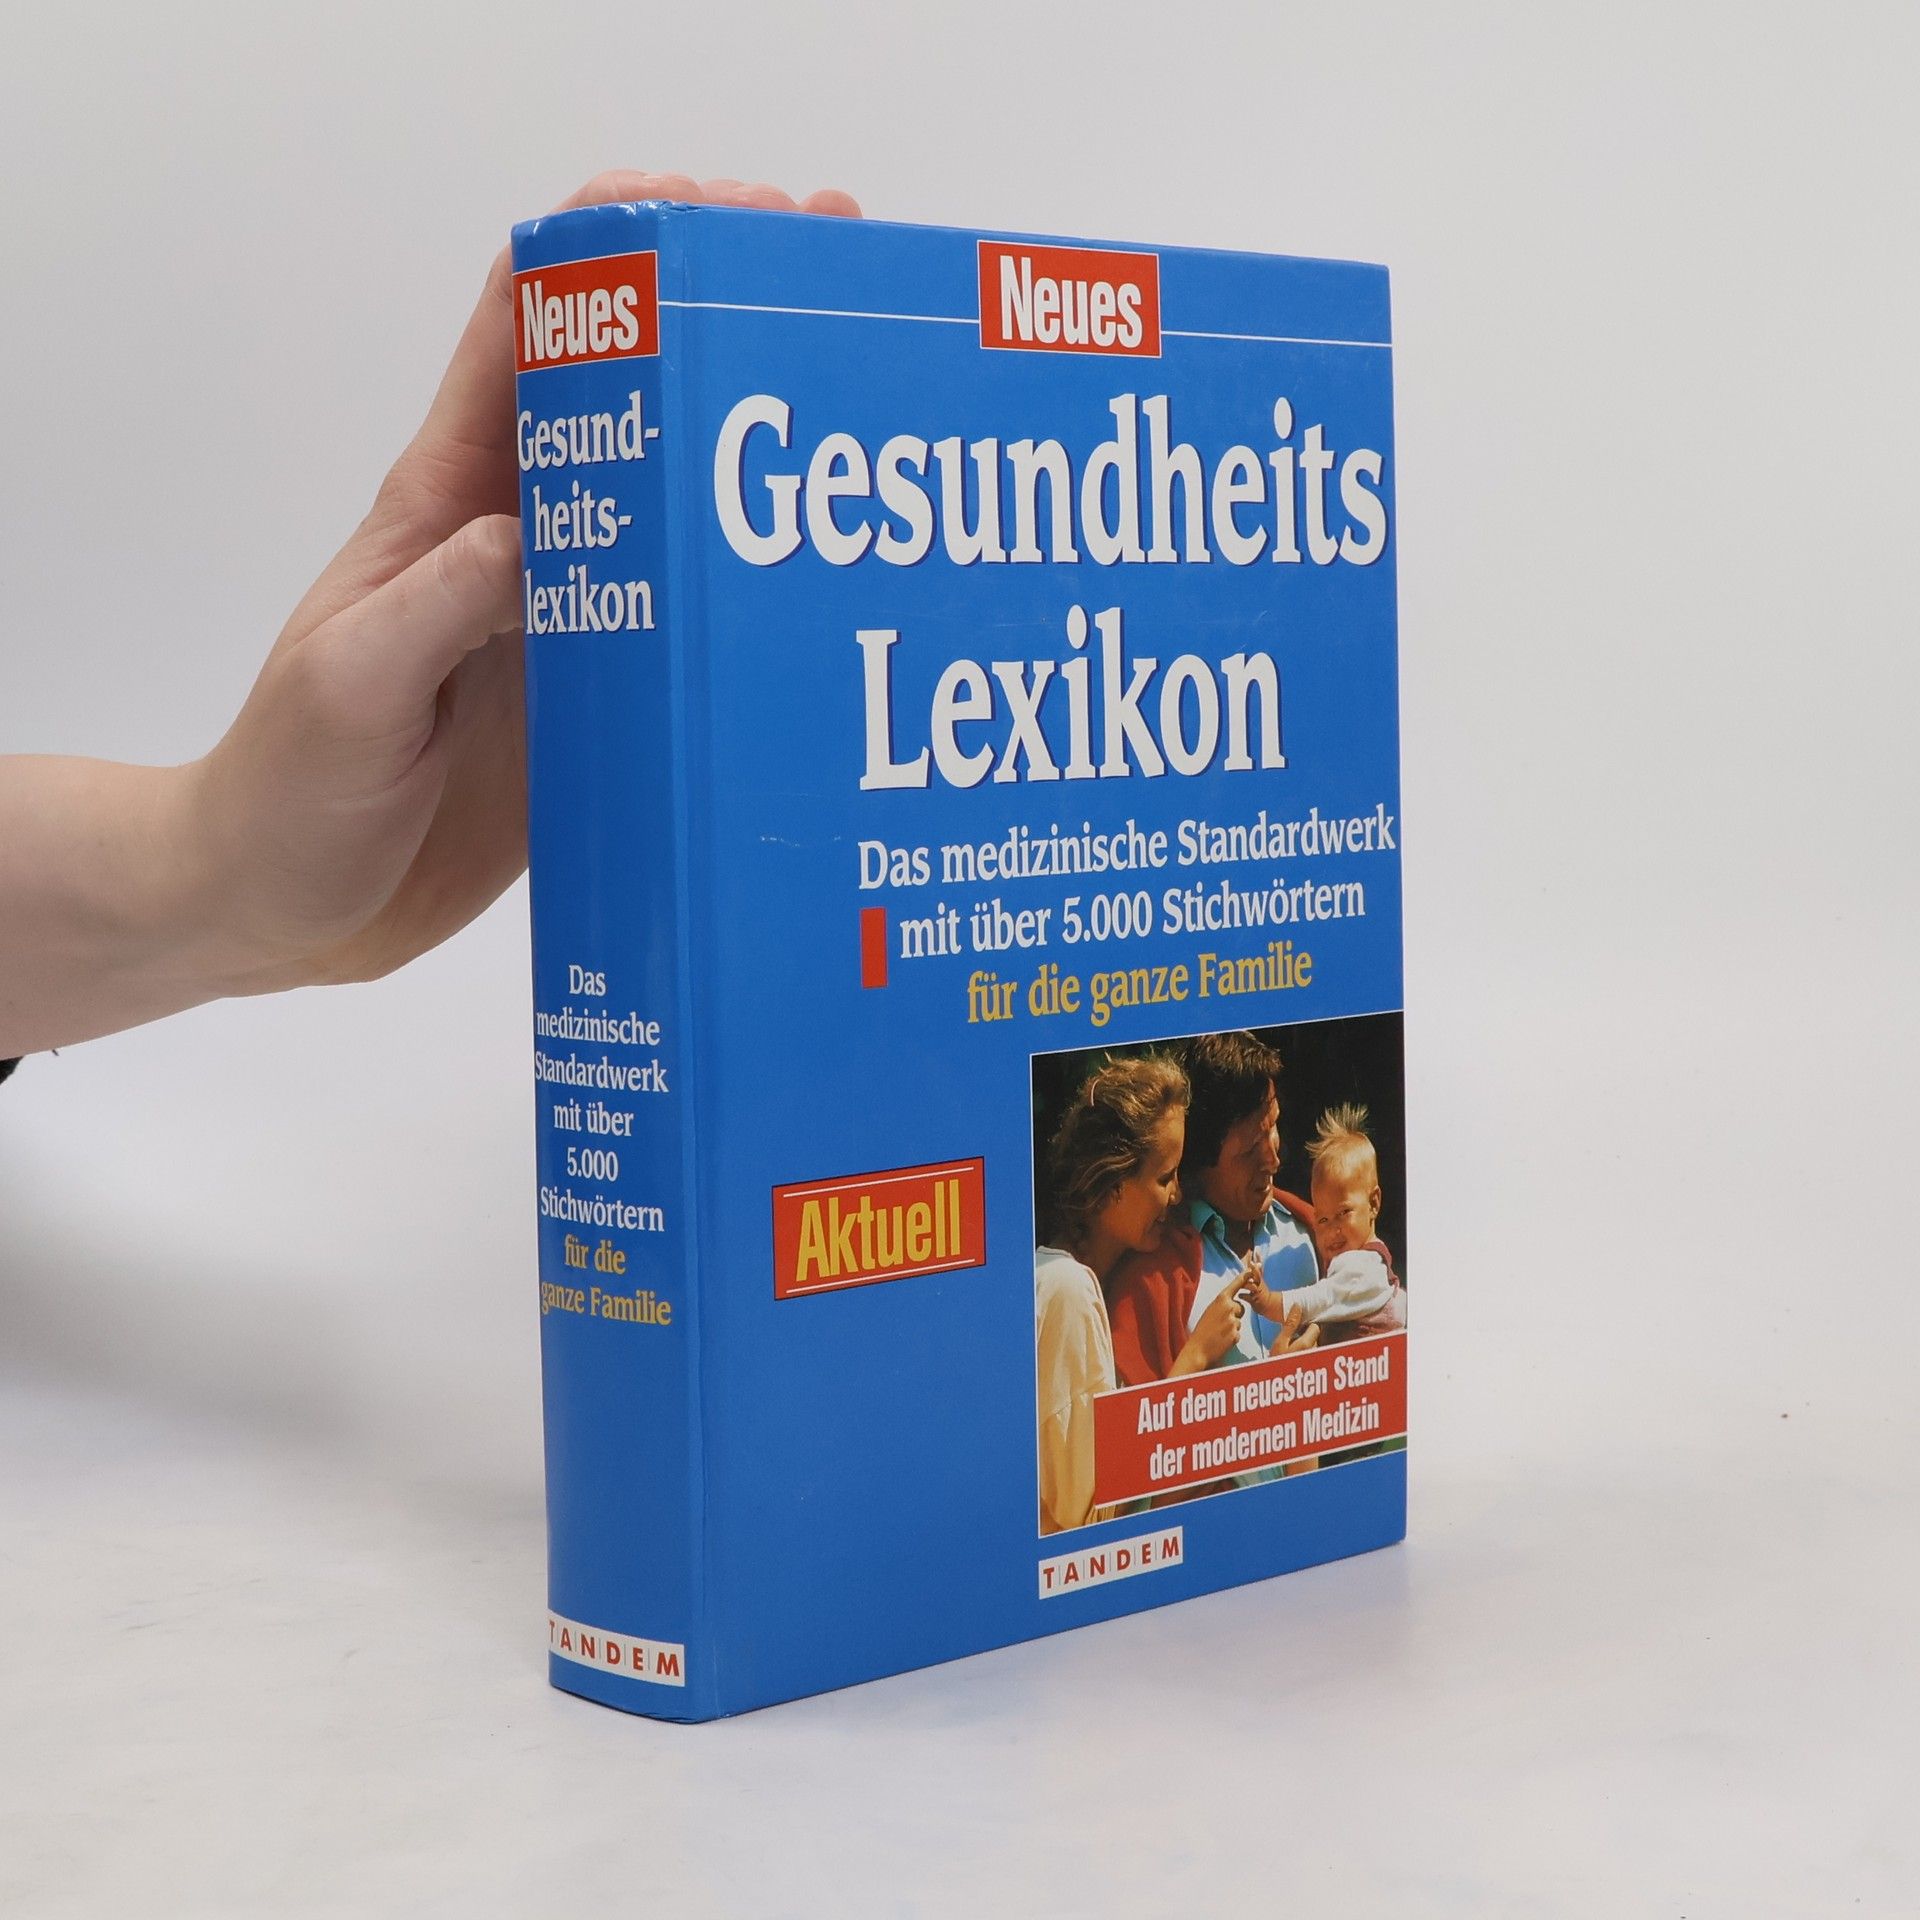 Neues
Gesund-
heits-
lexikon
Das
medizinische
Standardwerk
mit über
5.000
Stichwörtern
für die
ganze Familie
TANDEM
Neues
Gesundheits
Lexikon
Das medizinische Standardwerk
mit über 5.000 Stichwörtern
für die ganze Familie
Aktuell
Auf dem neuesten Stand
der modernen Medizin
TANDEM